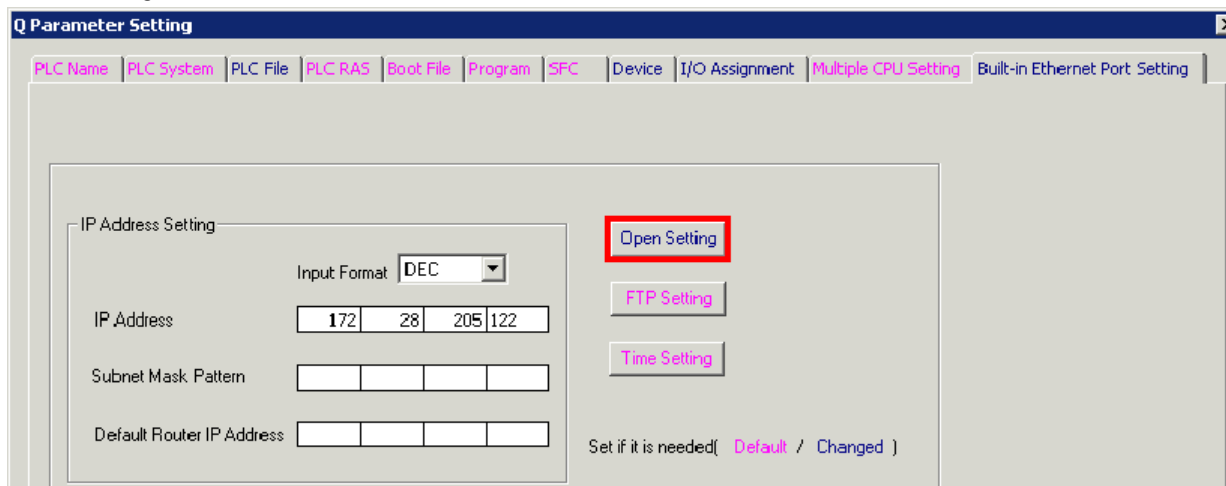 Q Parameter Setting
PLC Name PLC System PLC File PLC RAS Boot File Program SFC Device I/O Assignment Multiple CPU Setting Built-in Ethernet Port Setting
IP Address Setting
Open Setting
Input Format DEC
FTP Setting
IP Address 172 28 205 122
Time Setting
Subnet Mask Pattern
Default Router IP Address
Set if it is needed( Default / Changed )